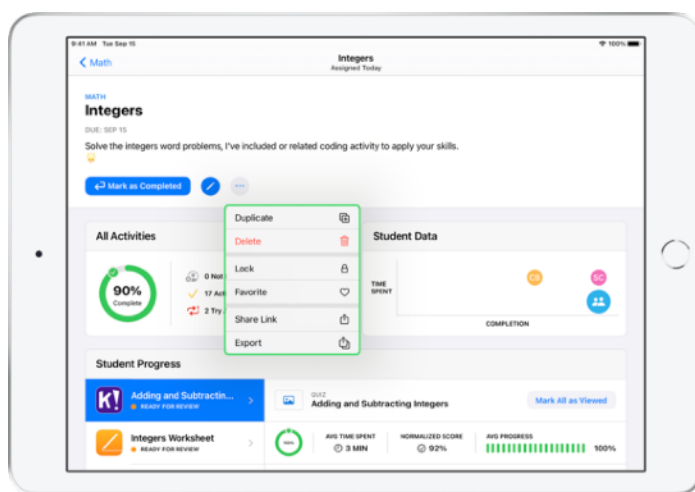 9:41 AM Tue Sep 15
100%
Math
Integers
Assigned Today
MATH
Integers
DUE: SEP 15
Solve the integers word problems, I've included or related coding activity to apply your skills.
Mark as Completed
Duplicate
Delete
Lock
Favorite
Share Link
Export
All Activities
90%
Complete
0 Not
17 Act
2 Try
Student Data
TIME
SPENT
CB
SC
COMPLETION
Student Progress
K!
Adding and Subtractin...
READY FOR REVIEW
QUIZ
Adding and Subtracting Integers
Mark All as Viewed
Integers Worksheet
READY FOR REVIEW
AVG TIME SPENT
3 MIN
NORMALIZED SCORE
92%
AVG PROGRESS
100%